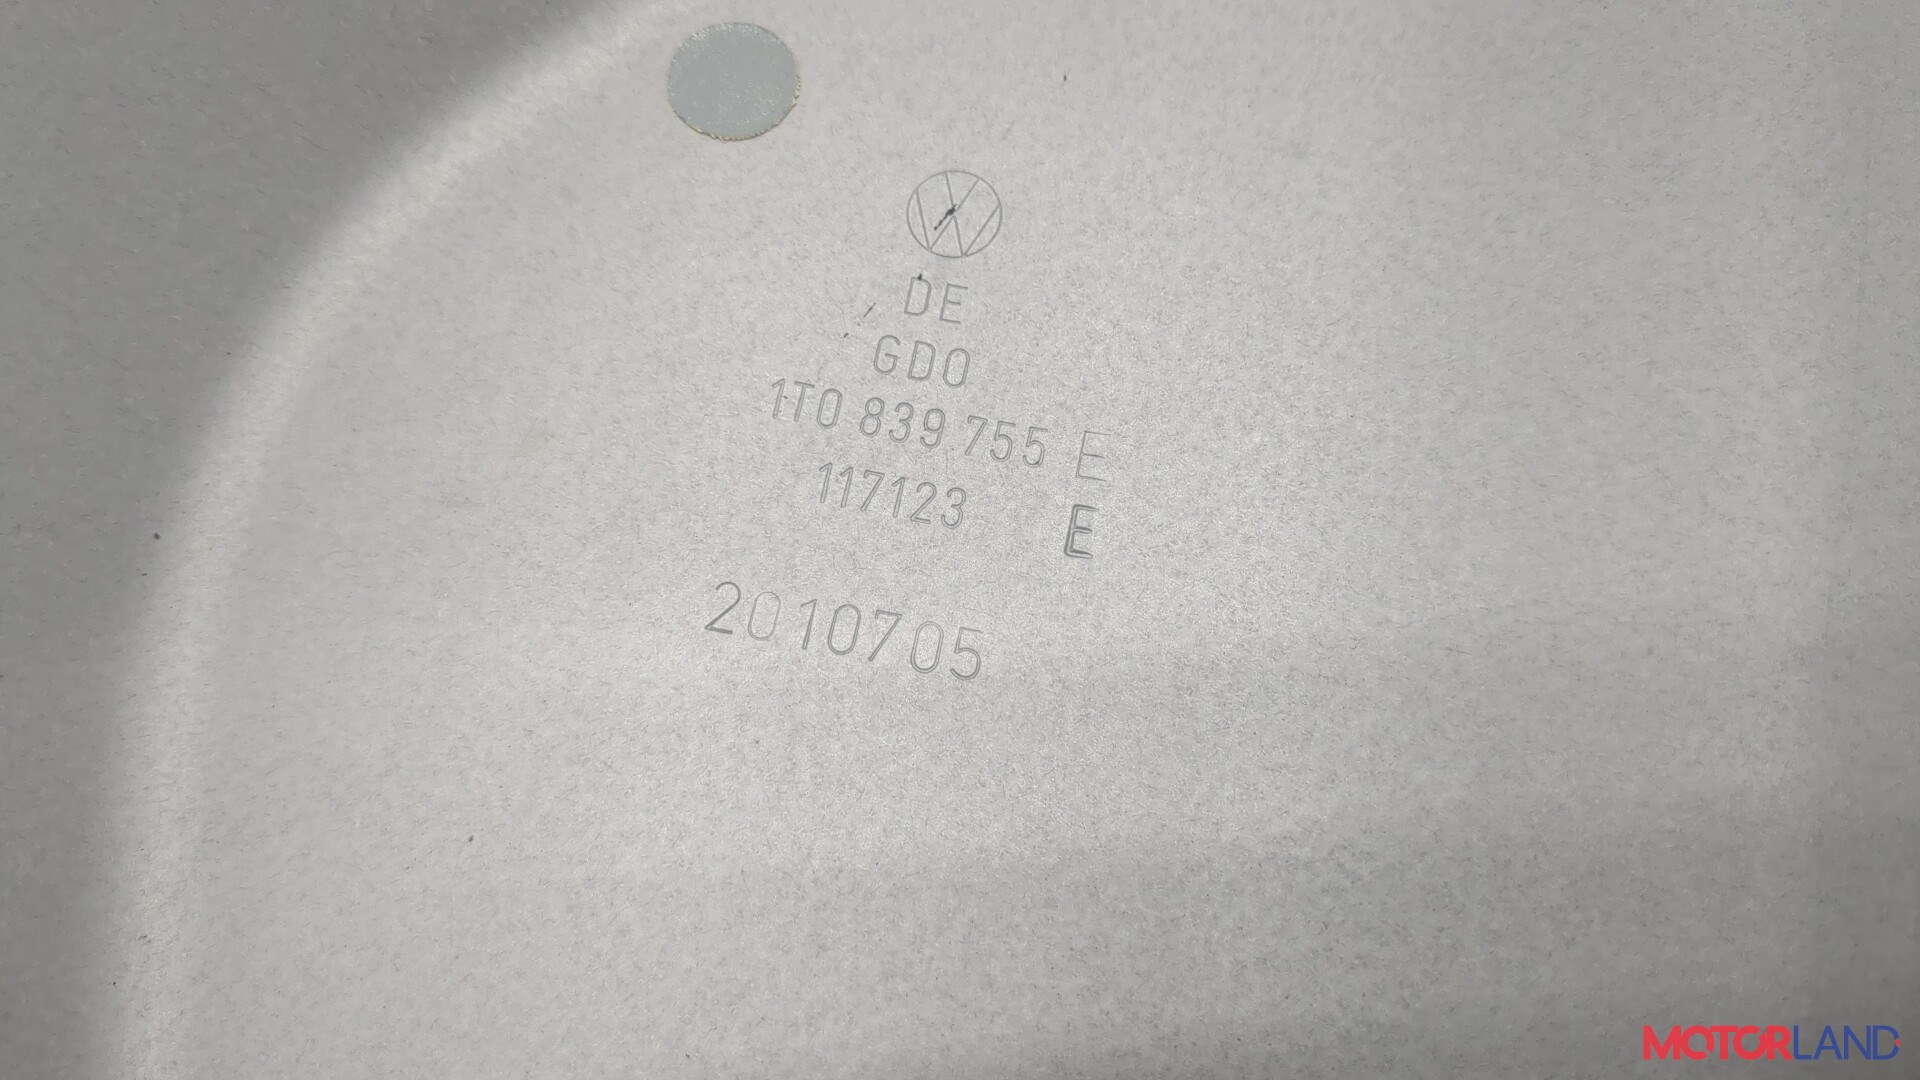 DE
GDO
1T0 839 755 E
117123 E
2010705
MOTORLAND